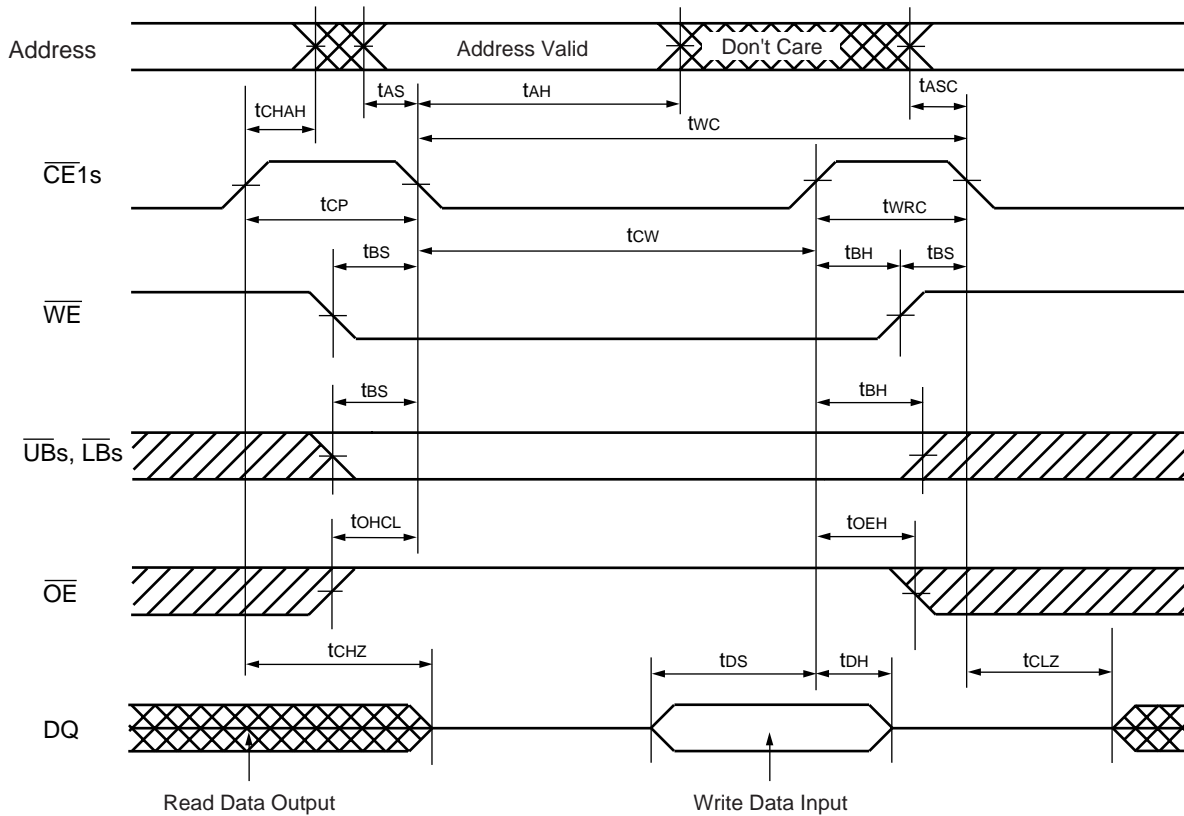 Address
Address Valid
Don't Care
tCHAH
tAS
tAH
tASC
tWC
CE1s
tCP
tWRC
tCW
tBS
tBH
tBS
WE
tBS
tBH
UBs, LBs
tOHCL
tOEH
OE
tCHZ
tDS
tDH
tCLZ
DQ
Read Data Output
Write Data Input